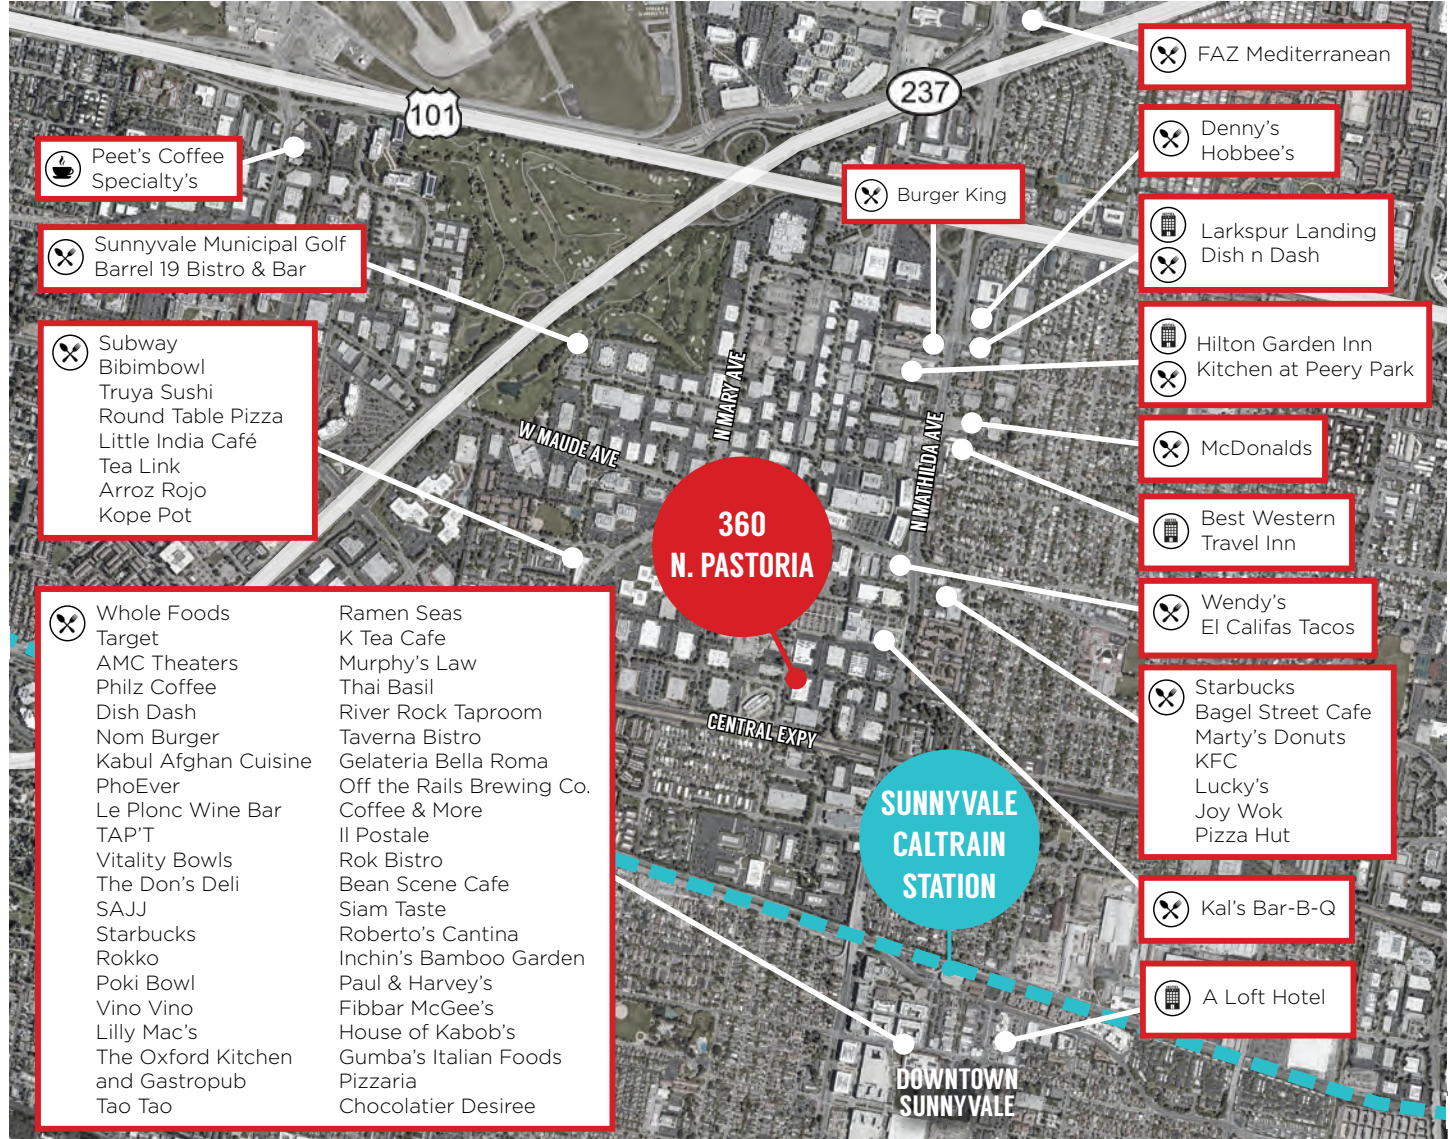 FAZ Mediterranean
237
101
Denny's
Hobbee's
Peet's Coffee
Specialty's
Burger King
Larkspur Landing
Dish n Dash
Sunnyvale Municipal Golf
Barrel 19 Bistro & Bar
Hilton Garden Inn
Kitchen at Peery Park
Subway
Bibimbowl
Truya Sushi
Round Table Pizza
Little India Café
Tea Link
Arroz Rojo
Kope Pot
N MARY AVE
W MAUDE AVE
N MATHILDA AVE
McDonalds
360
N. PASTORIA
Best Western
Travel Inn
Wendy's
El Califas Tacos
Whole Foods
Target
AMC Theaters
Philz Coffee
Dish Dash
Nom Burger
Kabul Afghan Cuisine
PhoEver
Le Plonc Wine Bar
TAP'T
Vitality Bowls
The Don's Deli
SAJJ
Starbucks
Rokko
Poki Bowl
Vino Vino
Lilly Mac's
The Oxford Kitchen
and Gastropub
Tao Tao
Ramen Seas
K Tea Cafe
Murphy's Law
Thai Basil
River Rock Taproom
Taverna Bistro
Gelateria Bella Roma
Off the Rails Brewing Co.
Coffee & More
Il Postale
Rok Bistro
Bean Scene Cafe
Siam Taste
Roberto's Cantina
Inchin's Bamboo Garden
Paul & Harvey's
Fibbar McGee's
House of Kabob's
Gumba's Italian Foods
Pizzaria
Chocolatier Desiree
CENTRAL EXPY
Starbucks
Bagel Street Cafe
Marty's Donuts
KFC
Lucky's
Joy Wok
Pizza Hut
SUNNYVALE
CALTRAIN
STATION
Kal's Bar-B-Q
A Loft Hotel
DOWNTOWN
SUNNYVALE